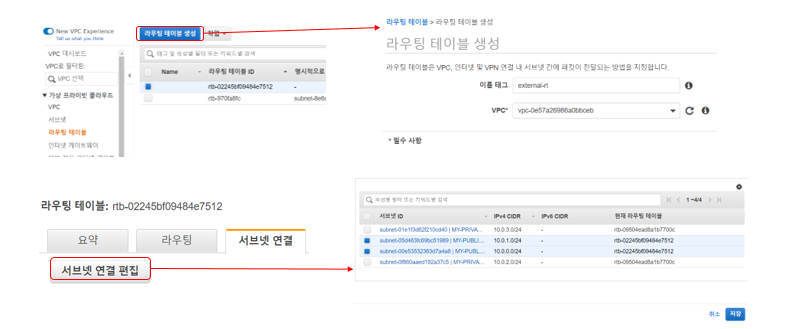 New VPC Experience
Tell us what you think
VPC 대시보드
VPC로 필터링:
VPC 선택
가상 프라이빗 클라우드
VPC
서브넷
라우팅 테이블
인터넷 게이트웨이
라우팅 테이블 생성
작업
태그 및 속성별 필터 또는 키워드별 검색
Name
라우팅 테이블 ID
명시적으로
rtb-02245bf09484e7512
-
rtb-970fa8fc
라우팅 테이블 > 라우팅 테이블 생성
라우팅 테이블 생성
라우팅 테이블은 VPC, 인터넷 및 VPN 연결 내 서브넷 간에 패킷이 전달되는 방법을 지정합니다.
이름 태그
external-rt
VPC*
vpc-0e57a26986a0bbceb
* 필수 사항
라우팅 테이블: rtb-02245bf09484e7512
요약
라우팅
서브넷 연결
서브넷 연결 편집
속성별 필터 또는 키워드별 검색
1~4/4
서브넷 ID
IPv4 CIDR
IPv6 CIDR
현재 라우팅 테이블
subnet-01e1f3d62f210cd40 | MY-PRIVA...
10.0.3.0/24
-
rtb-09504ead8a1b7700c
subnet-05d463fc69bc51989 | MY-PUBLI...
10.0.1.0/24
-
rtb-02245bf09484e7512
subnet-00e53532363d7a4a8 | MY-PUBL...
10.0.0.0/24
-
rtb-02245bf09484e7512
subnet-0f860aaed192a37c5 | MY-PRIVA...
10.0.2.0/24
-
rtb-09504ead8a1b7700c
취소
저장